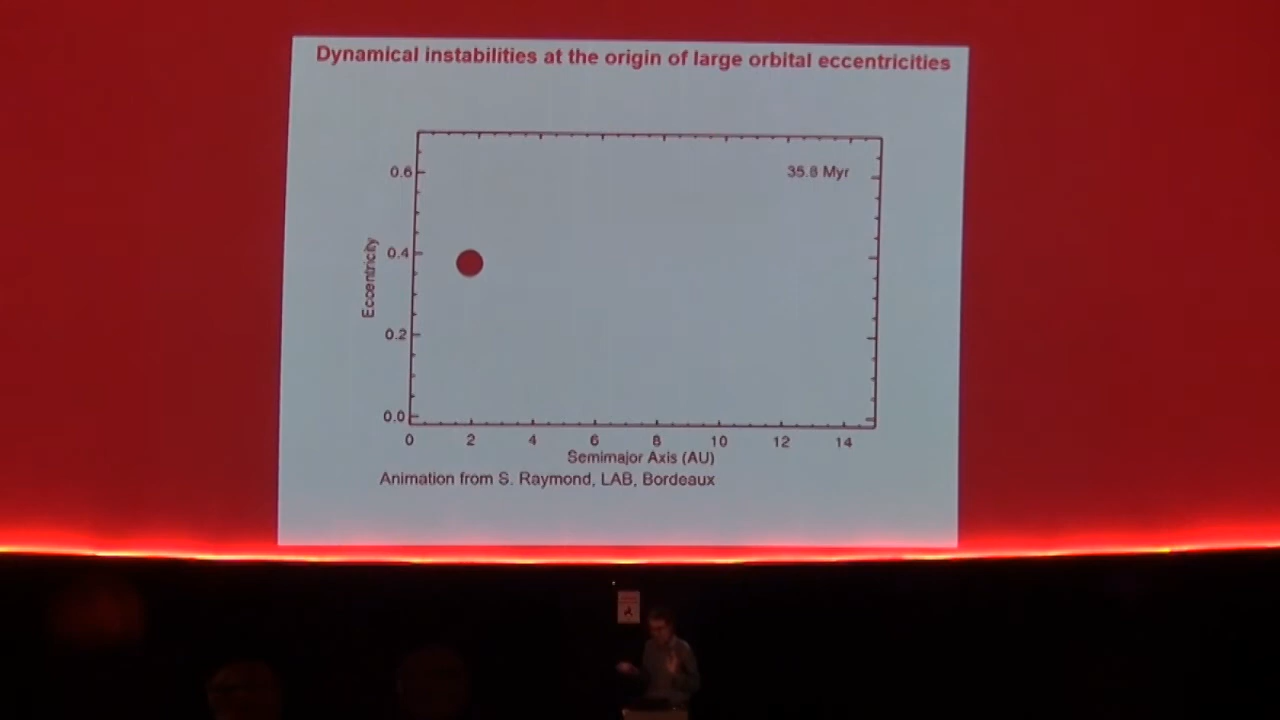 Dynamical instabilities at the origin of large orbital eccentricities
35.8 Myr
0.6
0.4
0.2
0.0
Eccentricity
0 2 4 6 8 10 12 14
Semimajor Axis (AU)
Animation from S. Raymond, LAB, Bordeaux